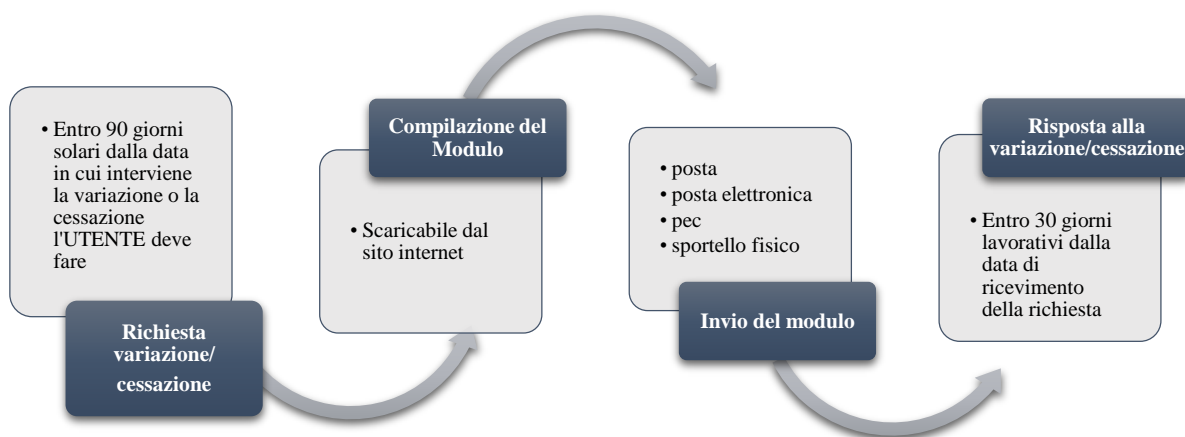 • Entro 90 giorni
solari dalla data
in cui interviene
la variazione o la
cessazione
l'UTENTE deve
fare
Richiesta
variazione/
cessazione
Compilazione del
Modulo
• Scaricabile dal
sito internet
• posta
• posta elettronica
• pec
• sportello fisico
Invio del modulo
Risposta alla
variazione/cessazione
• Entro 30 giorni
lavorativi dalla
data di
ricevimento
della richiesta